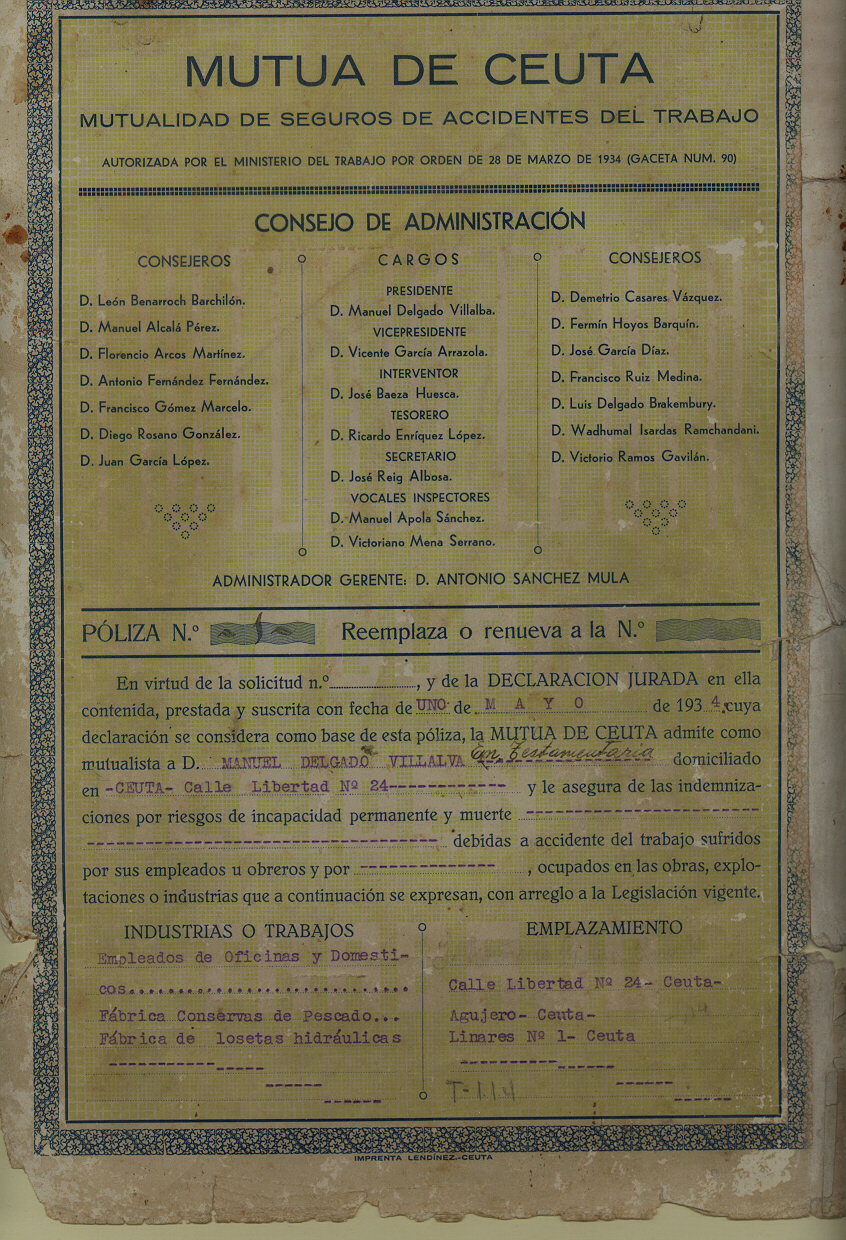 MUTUA DE CEUTA
MUTUALIDAD DE SEGUROS DE ACCIDENTES DEL TRABAJO
AUTORIZADA POR EL MINISTERIO DEL TRABAJO POR ORDEN DE 28 DE MARZO DE 1934 (GACETA NUM. 90)
CONSEJO DE ADMINISTRACIÓN
CONSEJEROS
D. León Benarroch Barchilón.
D. Manuel Alcalá Pérez.
D. Florencio Arcos Martínez.
D. Antonio Fernández Fernández.
D. Francisco Gómez Marcelo.
D. Diego Rosano González.
D. Juan García López.
CARGOS
PRESIDENTE
D. Manuel Delgado Villalba.
VICEPRESIDENTE
D. Vicente García Arrazola.
INTERVENTOR
D. José Baeza Huesca.
TESORERO
D. Ricardo Enríquez López.
SECRETARIO
D. José Reig Albosa.
VOCALES INSPECTORES
D. Manuel Apola Sánchez.
D. Victoriano Mena Serrano.
CONSEJEROS
D. Demetrio Casares Vázquez.
D. Fermín Hoyos Barquín.
D. José García Díaz.
D. Francisco Ruiz Medina.
D. Luis Delgado Brakembury.
D. Wadhumal Isardas Ramchandani.
D. Victorio Ramos Gavilán.
ADMINISTRADOR GERENTE: D. ANTONIO SANCHEZ MULA
PÓLIZA N.º - 1 - Reemplaza o renueva a la N.º
En virtud de la solicitud n.º, y de la DECLARACION JURADA en ella
contenida, prestada y suscrita con fecha de UNO de M A Y O de 1934, cuya
declaración se considera como base de esta póliza, la MUTUA DE CEUTA admite como
mutualista a D. MANUEL DELGADO VILLALVA Testamentaria domiciliado
en -CEUTA- Calle Libertad Nº 24----------- y le asegura de las indemniza-
ciones por riesgos de incapacidad permanente y muerte
debidas a accidente del trabajo sufridos
por sus empleados u obreros y por, ocupados en las obras, explo-
taciones o industrias que a continuación se expresan, con arreglo a la Legislación vigente.
INDUSTRIAS O TRABAJOS
Empleados de Oficinas y Domesti-
cos............................
Fábrica Conservas de Pescado...
Fábrica de losetas hidráulicas
EMPLAZAMIENTO
Calle Libertad Nº 24- Ceuta-
Agujero- Ceuta-
Linares Nº 1- Ceuta
IMPRENTA LENDÍNEZ.-CEUTA